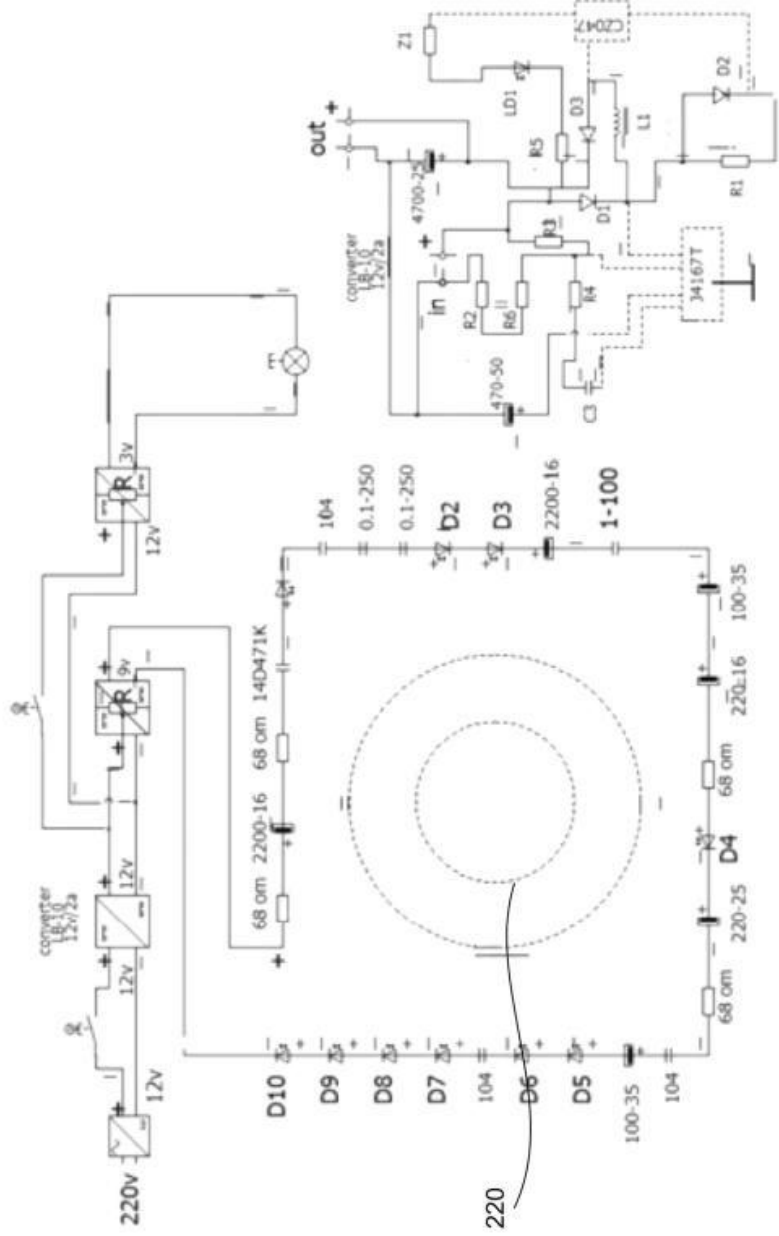 220v
12v
converter
LB-10
12v/2a
12v
12v
+
R
9v
12v
R
3v
68 om
2200-16
68 om
14D471K
104
0.1-250
0.1-250
D2
D3
2200-16
1-100
100-35
220-16
68 om
D4
220-25
68 om
104
100-35
D5
D6
104
D7
D8
D9
D10
220
converter
LB-10
12v/2a
out
+
in
+
4700-25
470-50
R2
R6
R3
R4
C3
D1
R5
LD1
Z1
D3
L1
D2
R1
J4167T